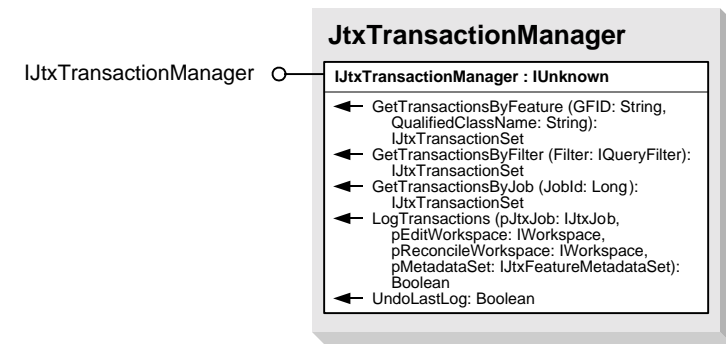 JtxTransactionManager
IJtxTransactionManager
IJtxTransactionManager : IUnknown
GetTransactionsByFeature (GFID: String,
QualifiedClassName: String):
IJtxTransactionSet
GetTransactionsByFilter (Filter: IQueryFilter):
IJtxTransactionSet
GetTransactionsByJob (JobId: Long):
IJtxTransactionSet
LogTransactions (pJtxJob: IJtxJob,
pEditWorkspace: IWorkspace,
pReconcileWorkspace: IWorkspace,
pMetadataSet: IJtxFeatureMetadataSet):
Boolean
UndoLastLog: Boolean